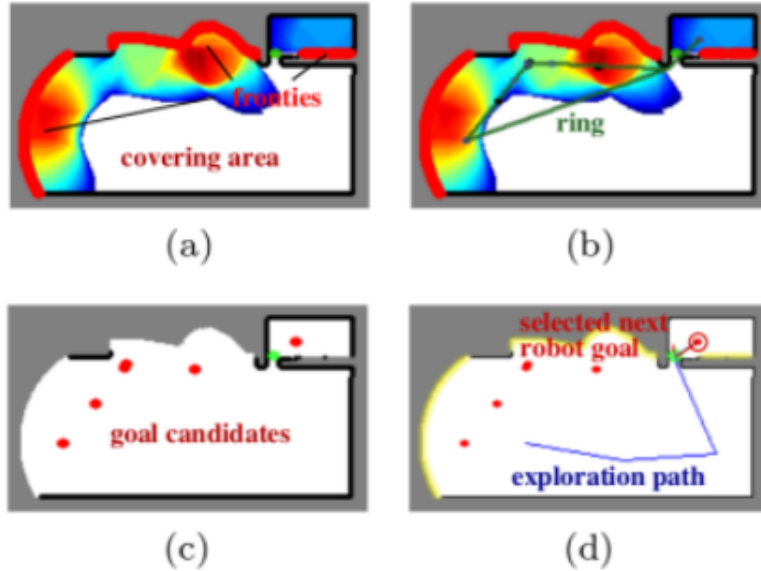 fronties
covering area
(a)
ring
(b)
goal candidates
(c)
selected next
robot goal
exploration path
(d)